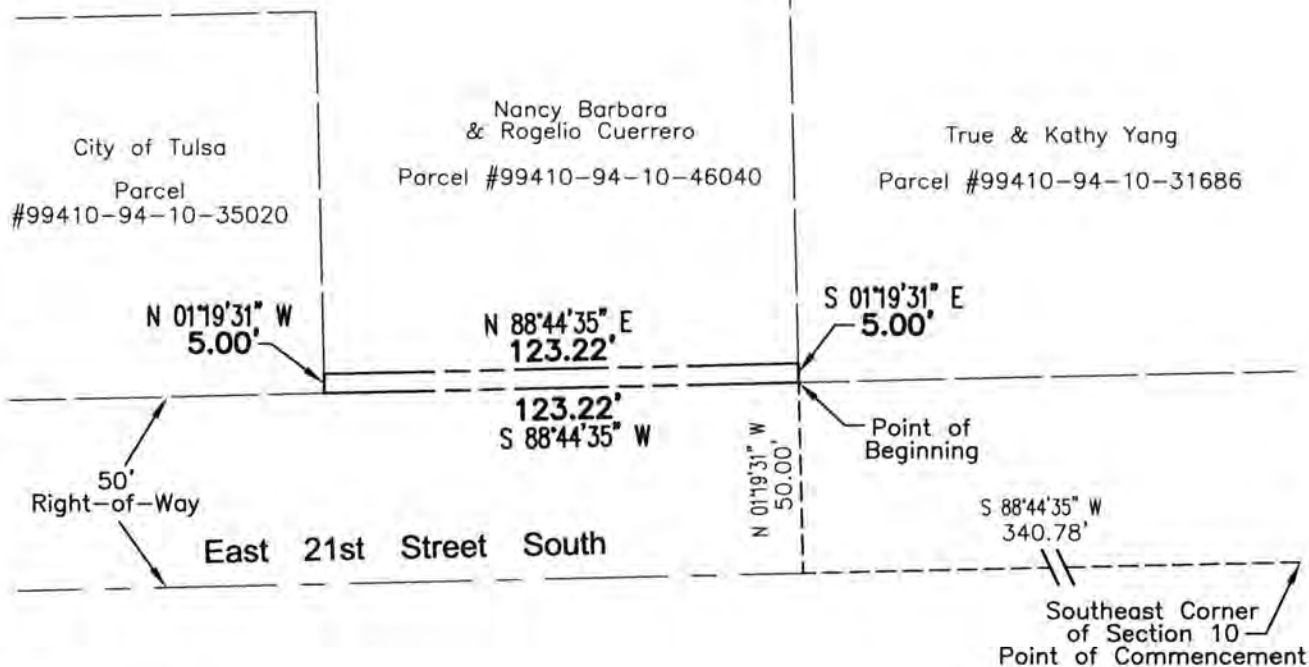 City of Tulsa
Parcel
#99410-94-10-35020
Nancy Barbara
& Rogelio Cuerrero
Parcel #99410-94-10-46040
True & Kathy Yang
Parcel #99410-94-10-31686
N 01°19'31" W
5.00'
N 88°44'35" E
123.22'
S 01°19'31" E
5.00'
123.22'
S 88°44'35" W
Point of
Beginning
N 01°19'31" W
50.00'
50'
Right-of-Way
East 21st Street South
S 88°44'35" W
340.78'
Southeast Corner
of Section 10
Point of Commencement